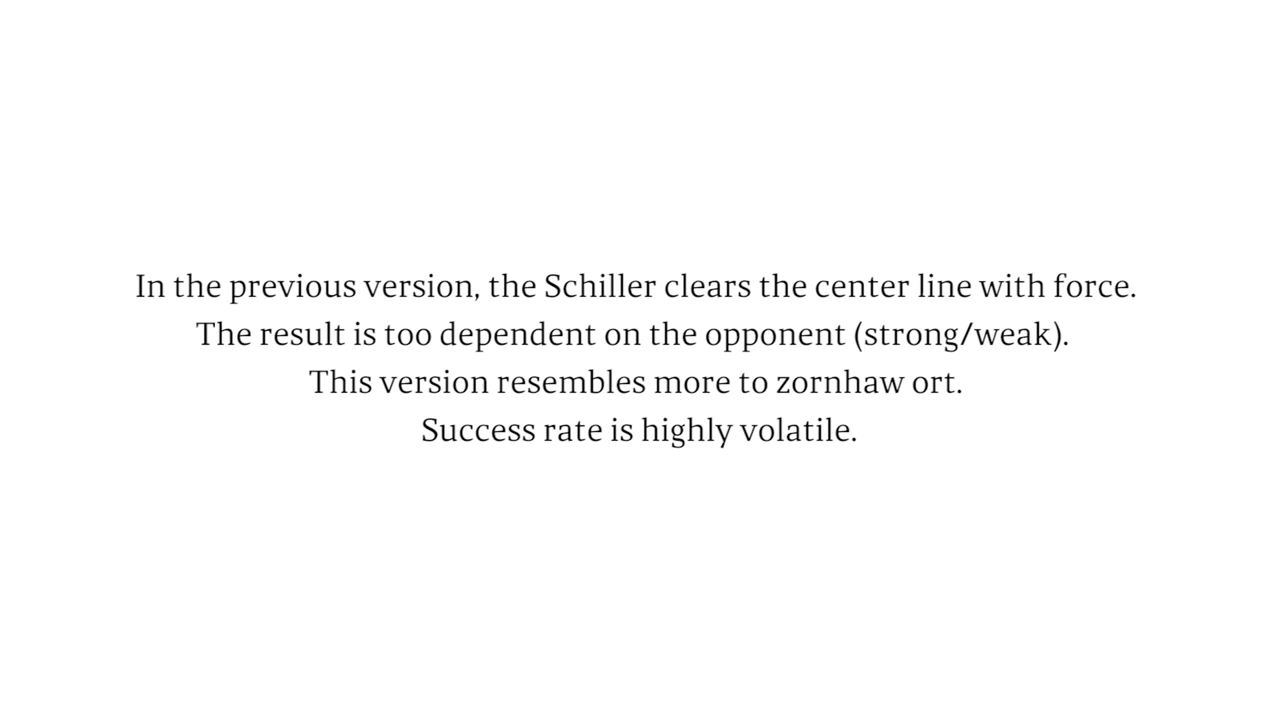 In the previous version, the Schiller clears the center line with force.
The result is too dependent on the opponent (strong/weak).
This version resembles more to zornhaw ort.
Success rate is highly volatile.